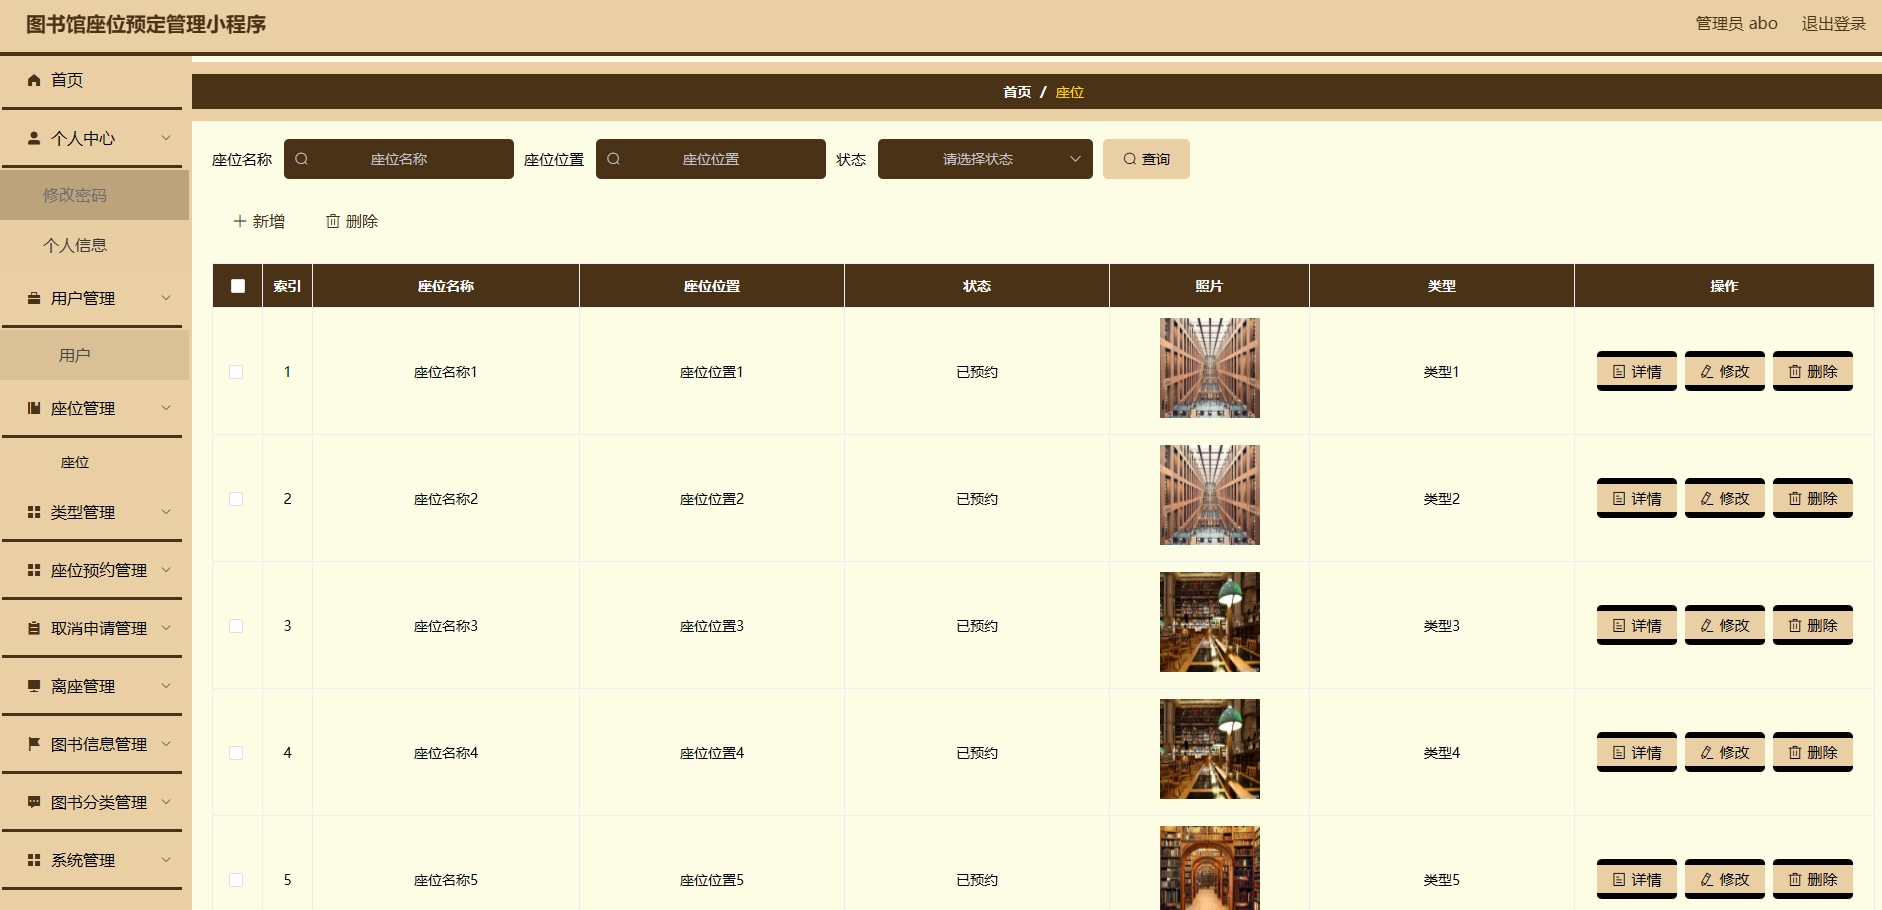 图书馆座位预定管理小程序
管理员 abo 退出登录
首页
个人中心
修改密码
个人信息
用户管理
用户
座位管理
座位
类型管理
座位预约管理
取消申请管理
离座管理
图书信息管理
图书分类管理
系统管理
首页 / 座位
座位名称 座位名称 座位位置 座位位置 状态 请选择状态 查询
新增 删除
索引 座位名称 座位位置 状态 照片 类型 操作
1 座位名称1 座位位置1 已预约 类型1 详情 修改 删除
2 座位名称2 座位位置2 已预约 类型2 详情 修改 删除
3 座位名称3 座位位置3 已预约 类型3 详情 修改 删除
4 座位名称4 座位位置4 已预约 类型4 详情 修改 删除
5 座位名称5 座位位置5 已预约 类型5 详情 修改 删除